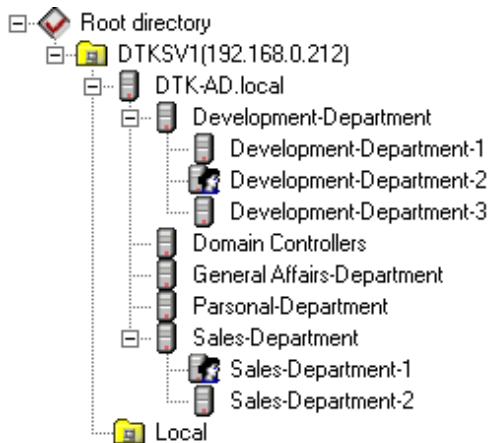 Root directory
DTKSV1(192.168.0.212)
DTK-AD.local
Development-Department
Development-Department-1
Development-Department-2
Development-Department-3
Domain Controllers
General Affairs-Department
Parsonal-Department
Sales-Department
Sales-Department-1
Sales-Department-2
Local